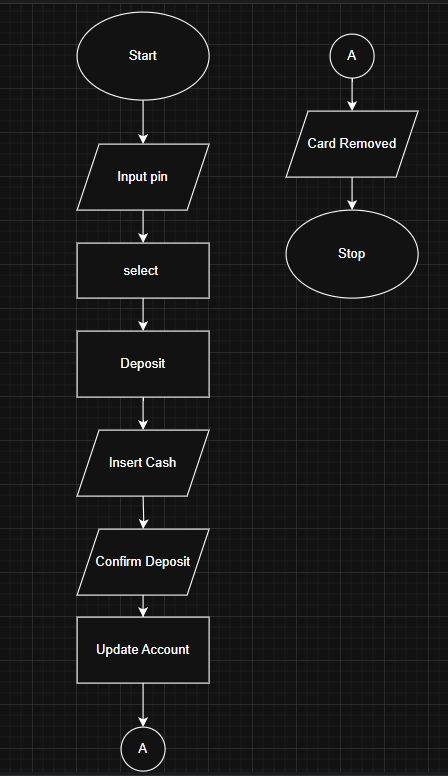 Start
Input pin
select
Deposit
Insert Cash
Confirm Deposit
Update Account
A
A
Card Removed
Stop